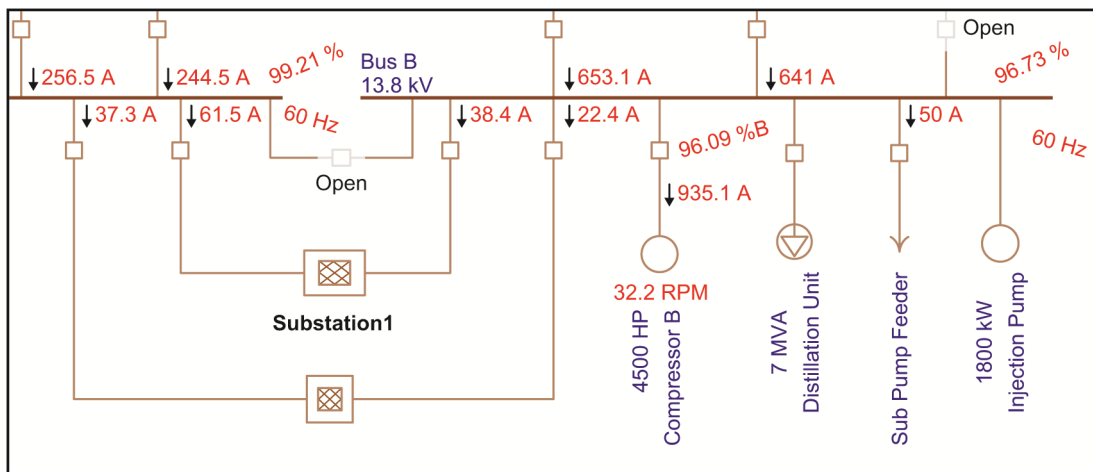 Open
256.5 A
244.5 A
99.21 %
Bus B
13.8 kV
653.1 A
641 A
96.73 %
37.3 A
61.5 A
60 Hz
38.4 A
22.4 A
96.09 %B
50 A
60 Hz
Open
935.1 A
32.2 RPM
Substation1
4500 HP
Compressor B
7 MVA
Distillation Unit
Sub Pump Feeder
1800 kW
Injection Pump